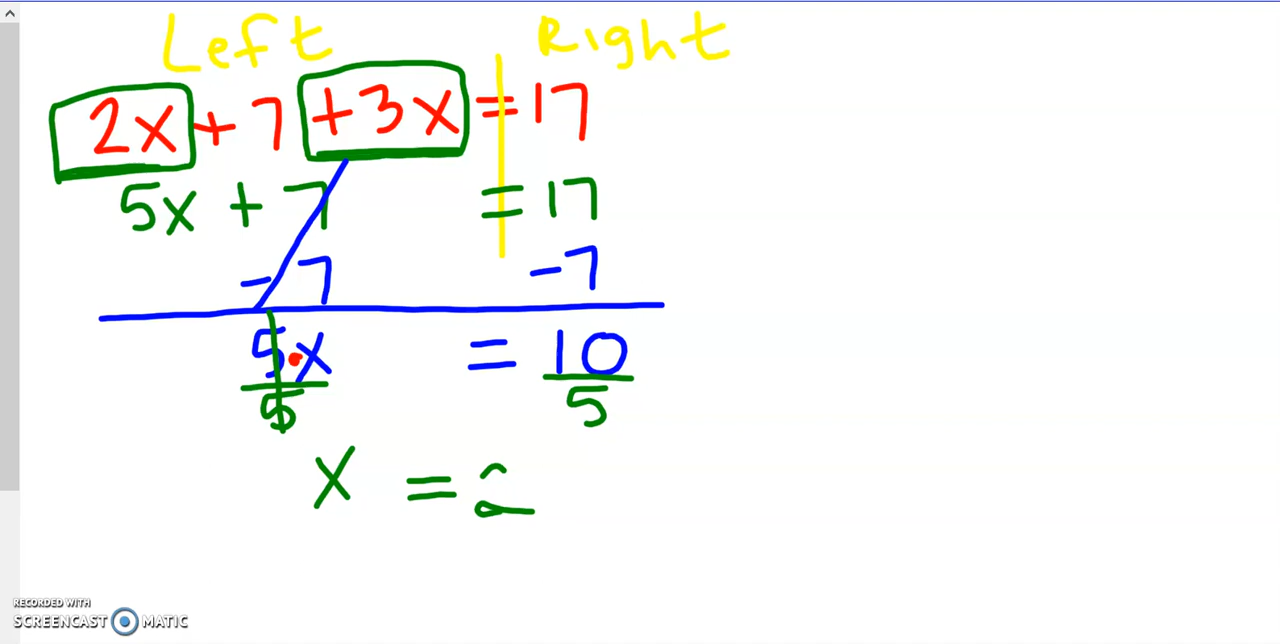 Left Right
2x + 7 + 3x = 17
5x + 7 = 17
- 7 - 7
5·x = 10
5 5
x = 2
RECORDED WITH
SCREENCAST MATIC